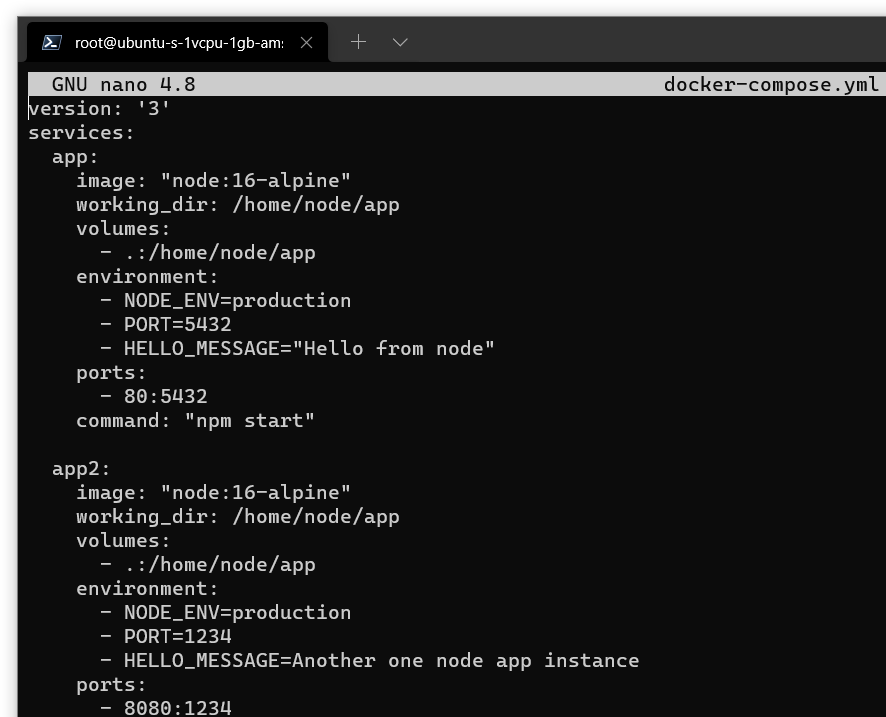 root@ubuntu-s-1vcpu-1gb-ams
GNU nano 4.8 docker-compose.yml
version: '3'
services:
  app:
    image: "node:16-alpine"
    working_dir: /home/node/app
    volumes:
      - .:/home/node/app
    environment:
      - NODE_ENV=production
      - PORT=5432
      - HELLO_MESSAGE="Hello from node"
    ports:
      - 80:5432
    command: "npm start"

  app2:
    image: "node:16-alpine"
    working_dir: /home/node/app
    volumes:
      - .:/home/node/app
    environment:
      - NODE_ENV=production
      - PORT=1234
      - HELLO_MESSAGE=Another one node app instance
    ports:
      - 8080:1234